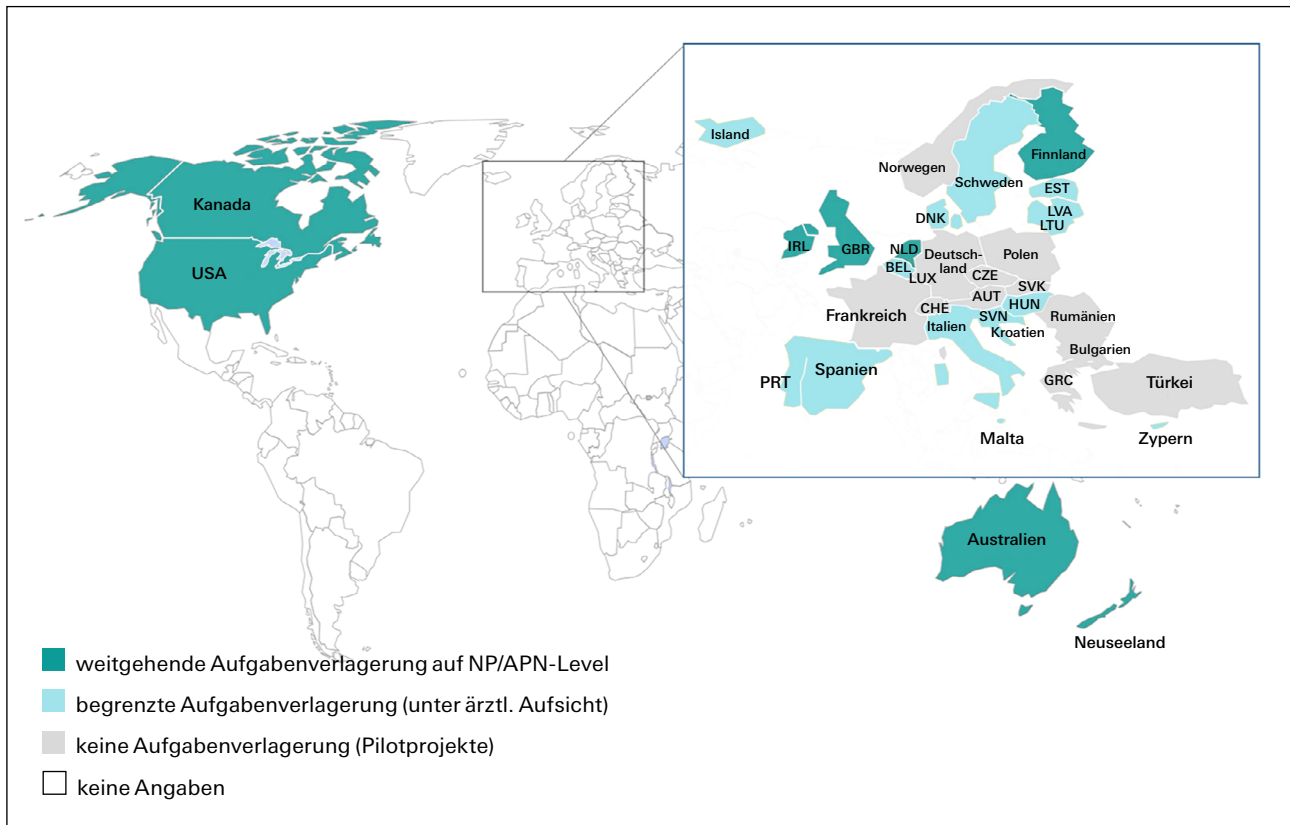 Kanada
USA
Island
Norwegen
Finnland
Schweden
EST
LVA
LTU
DNK
IRL
GBR
NLD
BEL
LUX
Deutsch-
land
Polen
CZE
SVK
AUT
HUN
CHE
SVN
Frankreich
Italien
Kroatien
Rumänien
Bulgarien
PRT
Spanien
GRC
Türkei
Malta
Zypern
Australien
Neuseeland
weitgehende Aufgabenverlagerung auf NP/APN-Level
begrenzte Aufgabenverlagerung (unter ärztl. Aufsicht)
keine Aufgabenverlagerung (Pilotprojekte)
keine Angaben